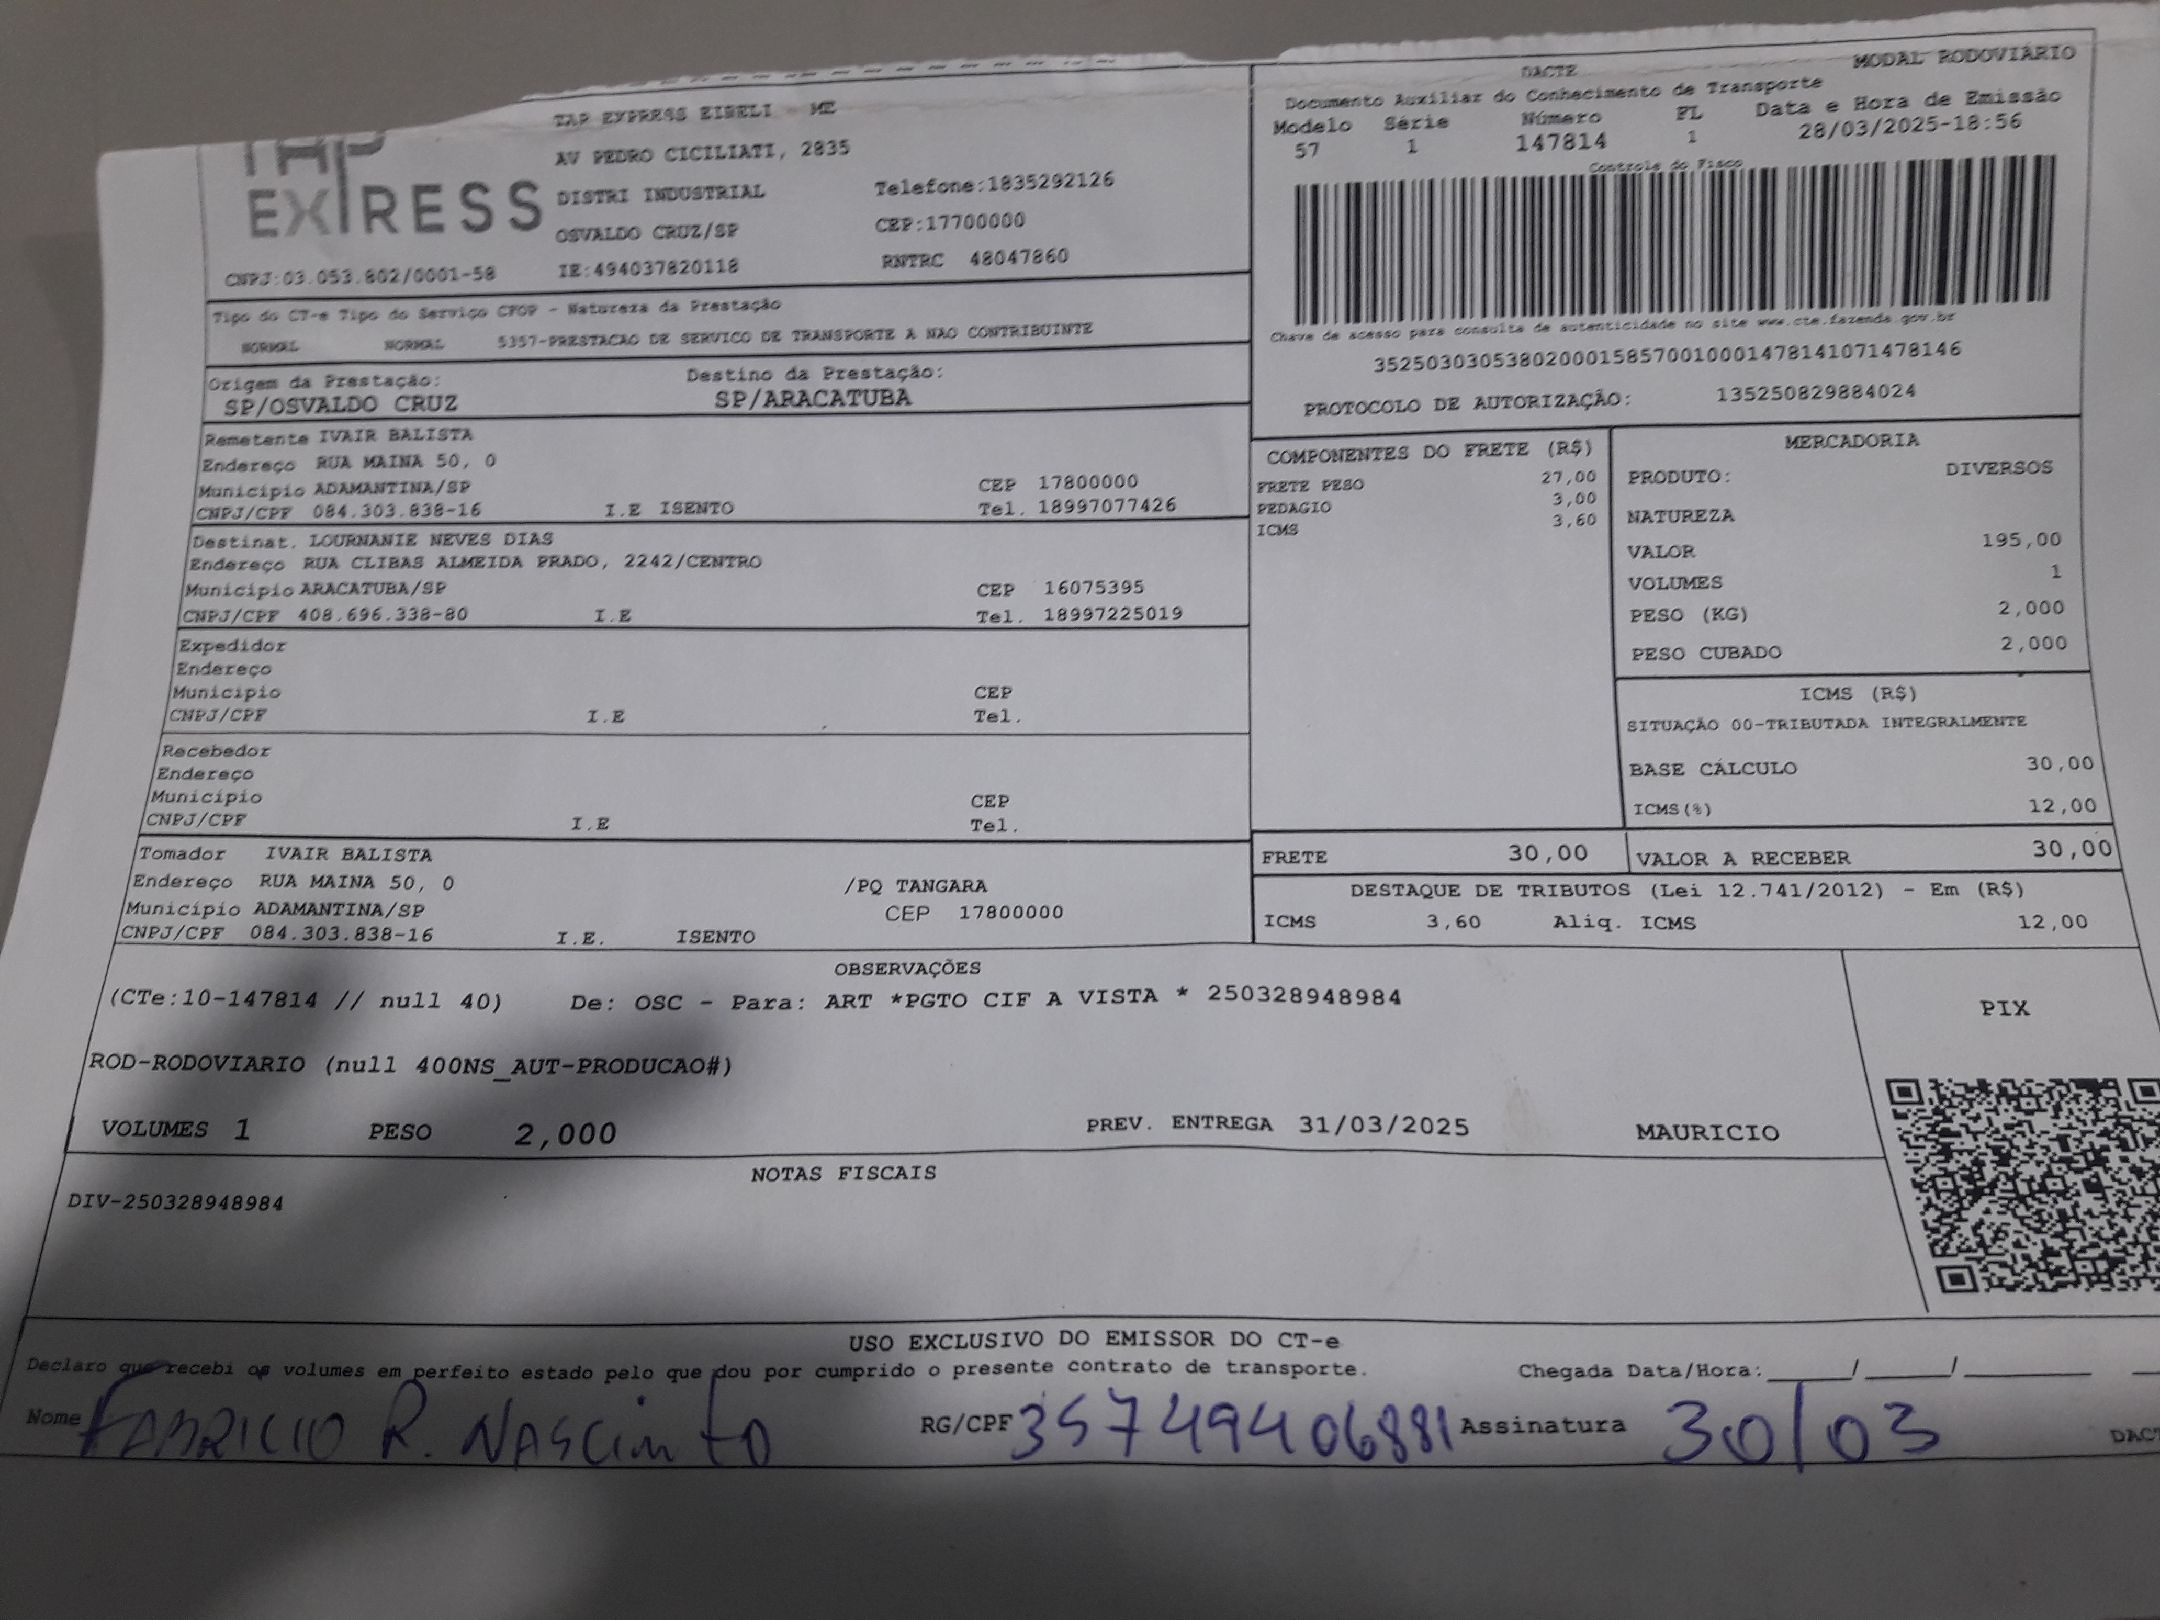 TAP
EXPRESS
TAP EXPRESS EIRELI - ME
AV PEDRO CICILIATI, 2835
DISTRI INDUSTRIAL Telefone:1835292126
OSVALDO CRUZ/SP CEP:17700000
CNPJ:03.053.802/0001-58 IE:494037820118 RNTRC 48047860
DACTE MODAL RODOVIÁRIO
Documento Auxiliar do Conhecimento de Transporte
Modelo Série Número FL Data e Hora de Emissão
57 1 147814 1 28/03/2025-18:56
Controle do Fisco
Chave de acesso para consulta de autenticidade no site www.cte.fazenda.gov.br
35250303053802000158570010001478141071478146
PROTOCOLO DE AUTORIZAÇÃO: 135250829884024
Tipo do CT-e Tipo do Serviço CFOP - Natureza da Prestação
NORMAL NORMAL 5357-PRESTACAO DE SERVICO DE TRANSPORTE A NAO CONTRIBUINTE
Origem da Prestação: Destino da Prestação:
SP/OSVALDO CRUZ SP/ARACATUBA
Remetente IVAIR BALISTA
Endereço RUA MAINA 50, 0
Município ADAMANTINA/SP CEP 17800000
CNPJ/CPF 084.303.838-16 I.E ISENTO Tel. 18997077426
Destinat. LOURNANIE NEVES DIAS
Endereço RUA CLIBAS ALMEIDA PRADO, 2242/CENTRO
Município ARACATUBA/SP CEP 16075395
CNPJ/CPF 408.696.338-80 I.E Tel. 18997225019
Expedidor
Endereço
Município CEP
CNPJ/CPF I.E Tel.
Recebedor
Endereço
Município CEP
CNPJ/CPF I.E Tel.
Tomador IVAIR BALISTA
Endereço RUA MAINA 50, 0 /PQ TANGARA
Município ADAMANTINA/SP CEP 17800000
CNPJ/CPF 084.303.838-16 I.E. ISENTO
COMPONENTES DO FRETE (R$)
FRETE PESO 27,00
PEDAGIO 3,00
ICMS 3,60
MERCADORIA
PRODUTO: DIVERSOS
NATUREZA
VALOR 195,00
VOLUMES 1
PESO (KG) 2,000
PESO CUBADO 2,000
ICMS (R$)
SITUAÇÃO 00-TRIBUTADA INTEGRALMENTE
BASE CÁLCULO 30,00
ICMS(%) 12,00
FRETE 30,00 VALOR A RECEBER 30,00
DESTAQUE DE TRIBUTOS (Lei 12.741/2012) - Em (R$)
ICMS 3,60 Aliq. ICMS 12,00
OBSERVAÇÕES
(CTe:10-147814 // null 40) De: OSC - Para: ART *PGTO CIF A VISTA * 250328948984
PIX
ROD-RODOVIARIO (null 400NS_AUT-PRODUCAO#)
VOLUMES 1 PESO 2,000 PREV. ENTREGA 31/03/2025 MAURICIO
NOTAS FISCAIS
DIV-250328948984
USO EXCLUSIVO DO EMISSOR DO CT-e
Declaro que recebi os volumes em perfeito estado pelo que dou por cumprido o presente contrato de transporte. Chegada Data/Hora:_____/_____/________
Nome FABRICIO R. NASCIMTO RG/CPF 35749406881 Assinatura 30/03
DACT